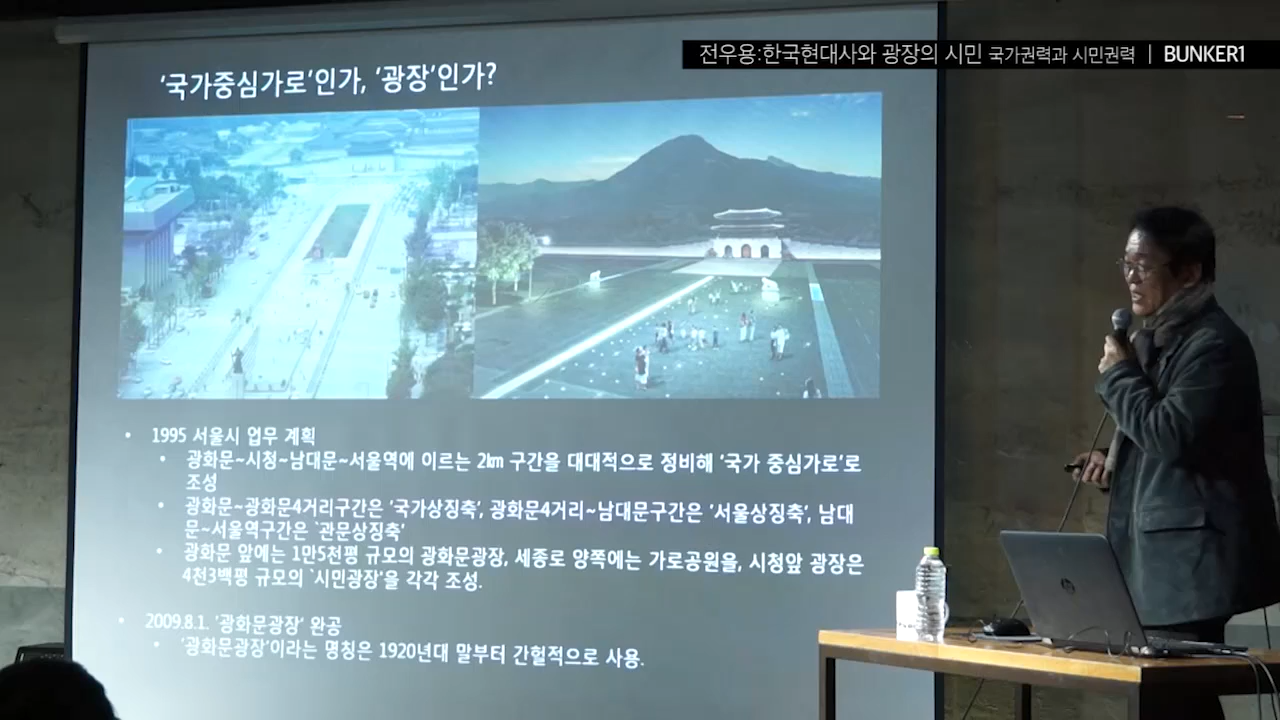 전우용:한국현대사와 광장의 시민 국가권력과 시민권력 | BUNKER1
'국가중심가로'인가, '광장'인가?
• 1995 서울시 업무 계획
• 광화문~시청~남대문~서울역에 이르는 2㎞ 구간을 대대적으로 정비해 '국가 중심가로'로
조성
• 광화문~광화문4거리구간은 '국가상징축', 광화문4거리~남대문구간은 '서울상징축', 남대
문~서울역구간은 `관문상징축'
• 광화문 앞에는 1만5천평 규모의 광화문광장, 세종로 양쪽에는 가로공원을, 시청앞 광장은
4천3백평 규모의 `시민광장'을 각각 조성.
• 2009.8.1. '광화문광장' 완공
• '광화문광장'이라는 명칭은 1920년대 말부터 간헐적으로 사용.